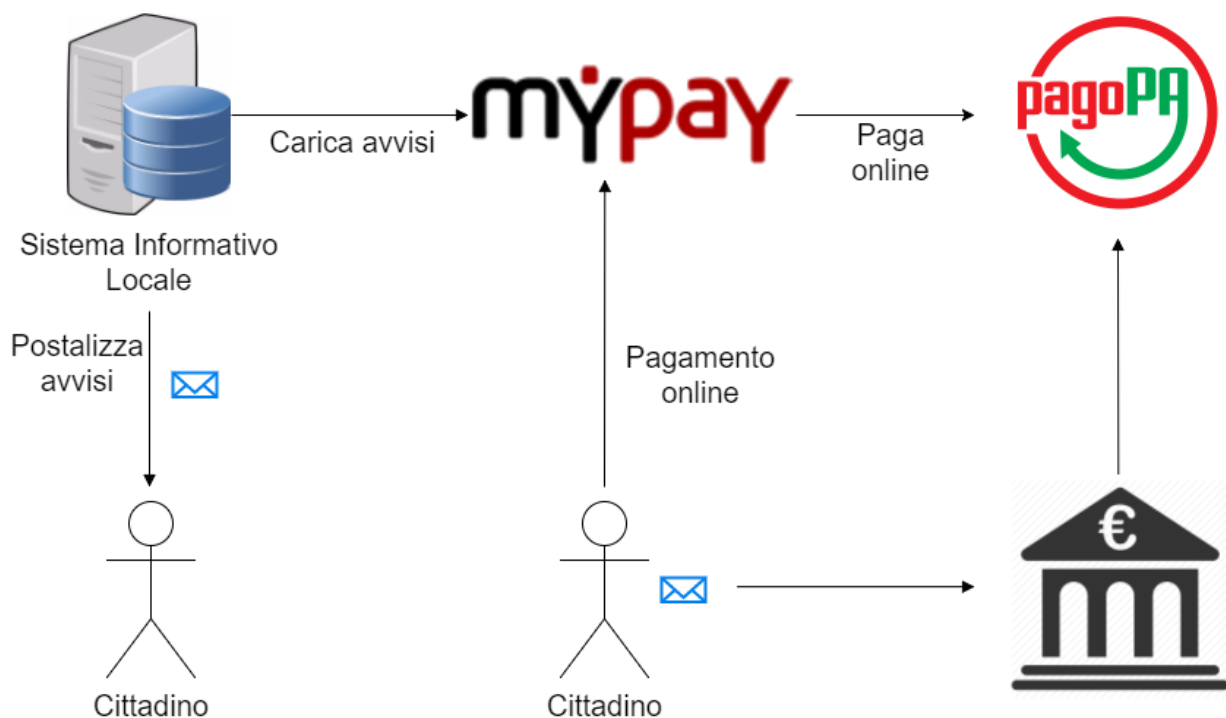 mypay
pagoPA
Carica avvisi
Paga
online
Sistema Informativo
Locale
Postalizza
avvisi
Pagamento
online
€
Cittadino
Cittadino